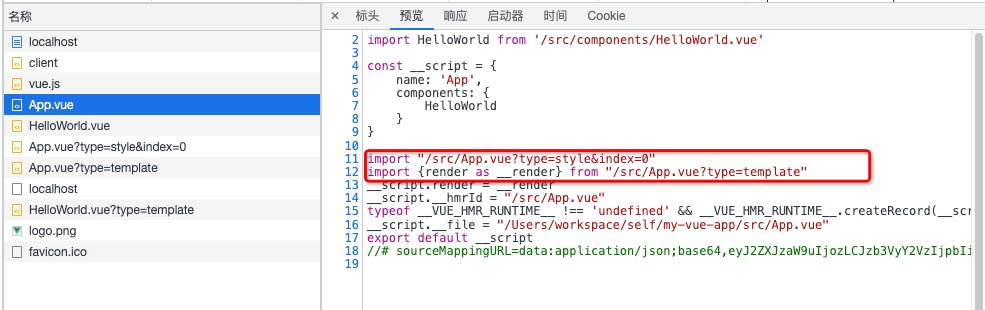 名称
localhost
client
vue.js
App.vue
HelloWorld.vue
App.vue?type=style&index=0
App.vue?type=template
localhost
HelloWorld.vue?type=template
logo.png
favicon.ico
× 标头 预览 响应 启动器 时间 Cookie
2 import HelloWorld from '/src/components/HelloWorld.vue'
3
4 const __script = {
5 name: 'App',
6 components: {
7 HelloWorld
8 }
9 }
10
11 import "/src/App.vue?type=style&index=0"
12 import {render as __render} from "/src/App.vue?type=template"
13 __script.render = __render
14 __script.__hmrId = "/src/App.vue"
15 typeof __VUE_HMR_RUNTIME__ !== 'undefined' && __VUE_HMR_RUNTIME__.createRecord(__scr
16 __script.__file = "/Users/workspace/self/my-vue-app/src/App.vue"
17 export default __script
18 //# sourceMappingURL=data:application/json;base64,eyJ2ZXJzaW9uIjozLCJzb3VyY2VzIjpbIi
19